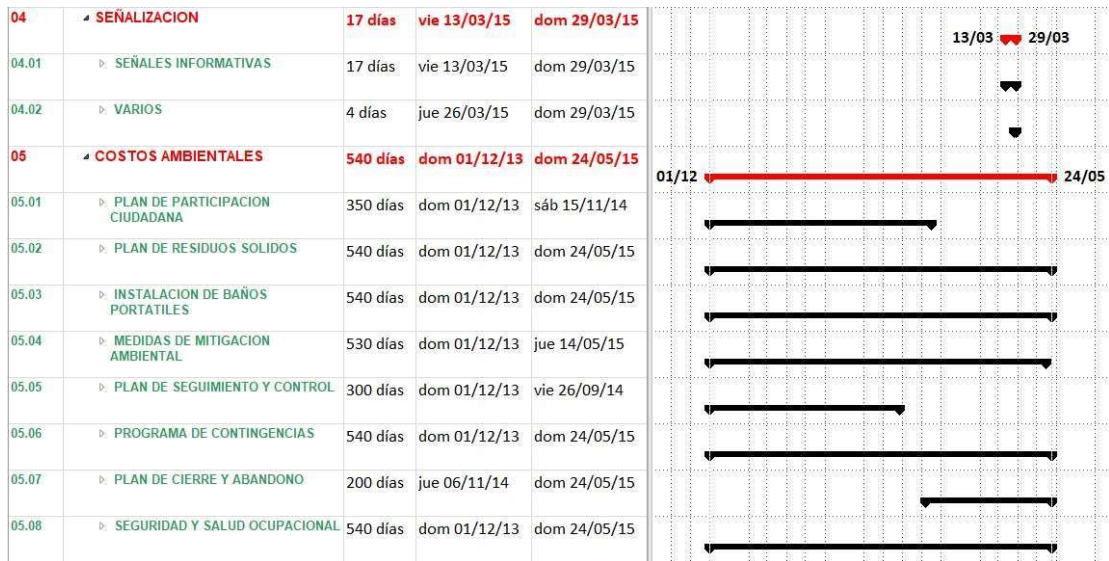 04 SEÑALIZACION 17 días vie 13/03/15 dom 29/03/15
13/03 29/03
04.01 SEÑALES INFORMATIVAS 17 días vie 13/03/15 dom 29/03/15
04.02 VARIOS 4 días jue 26/03/15 dom 29/03/15
05 COSTOS AMBIENTALES 540 días dom 01/12/13 dom 24/05/15
01/12 24/05
05.01 PLAN DE PARTICIPACION
CIUDADANA 350 días dom 01/12/13 sáb 15/11/14
05.02 PLAN DE RESIDUOS SOLIDOS 540 días dom 01/12/13 dom 24/05/15
05.03 INSTALACION DE BAÑOS
PORTATILES 540 días dom 01/12/13 dom 24/05/15
05.04 MEDIDAS DE MITIGACION
AMBIENTAL 530 días dom 01/12/13 jue 14/05/15
05.05 PLAN DE SEGUIMIENTO Y CONTROL 300 días dom 01/12/13 vie 26/09/14
05.06 PROGRAMA DE CONTINGENCIAS 540 días dom 01/12/13 dom 24/05/15
05.07 PLAN DE CIERRE Y ABANDONO 200 días jue 06/11/14 dom 24/05/15
05.08 SEGURIDAD Y SALUD OCUPACIONAL 540 días dom 01/12/13 dom 24/05/15